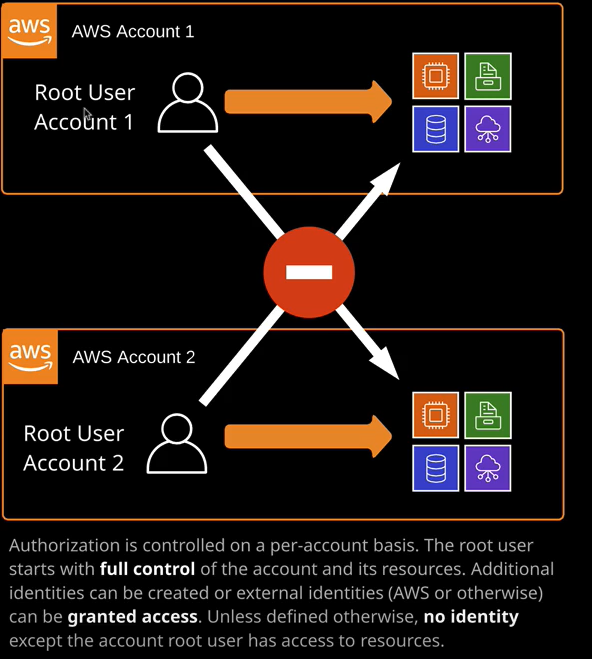 aws
AWS Account 1
Root User
Account 1
aws
AWS Account 2
Root User
Account 2
Authorization is controlled on a per-account basis. The root user
starts with full control of the account and its resources. Additional
identities can be created or external identities (AWS or otherwise)
can be granted access. Unless defined otherwise, no identity
except the account root user has access to resources.